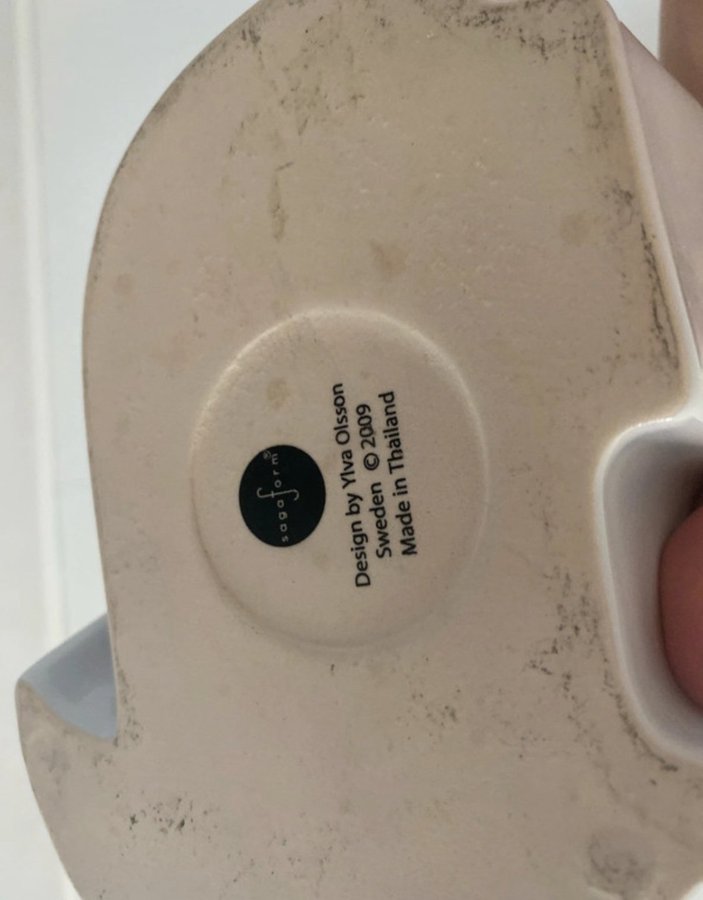 sagaform®
Design by Ylva Olsson
Sweden © 2009
Made in Thailand